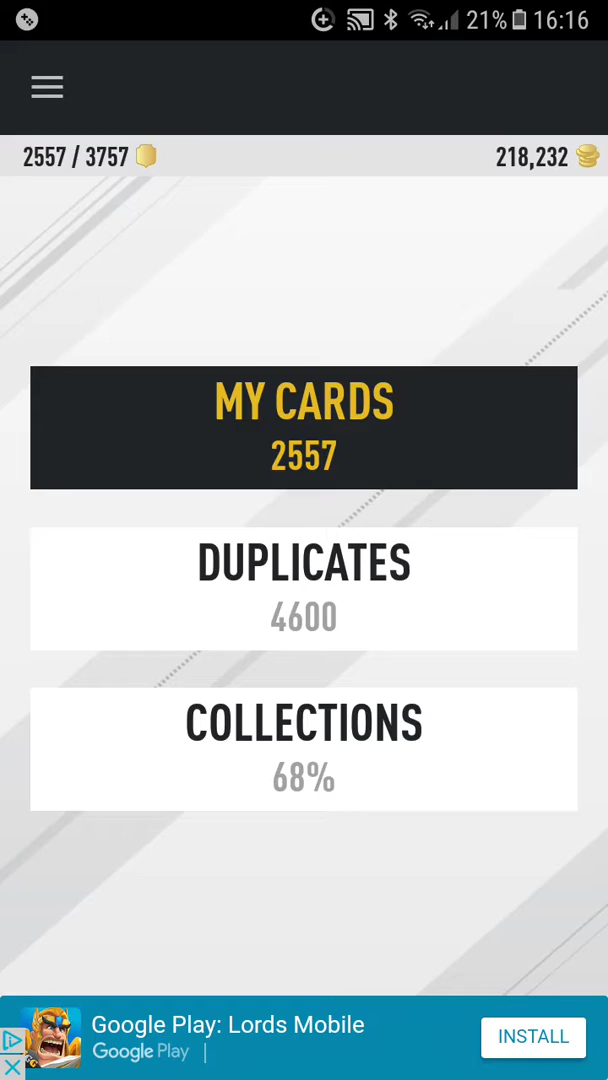 21% 16:16
2557 / 3757
218,232
MY CARDS
2557
DUPLICATES
4600
COLLECTIONS
68%
Google Play: Lords Mobile
Google Play
INSTALL